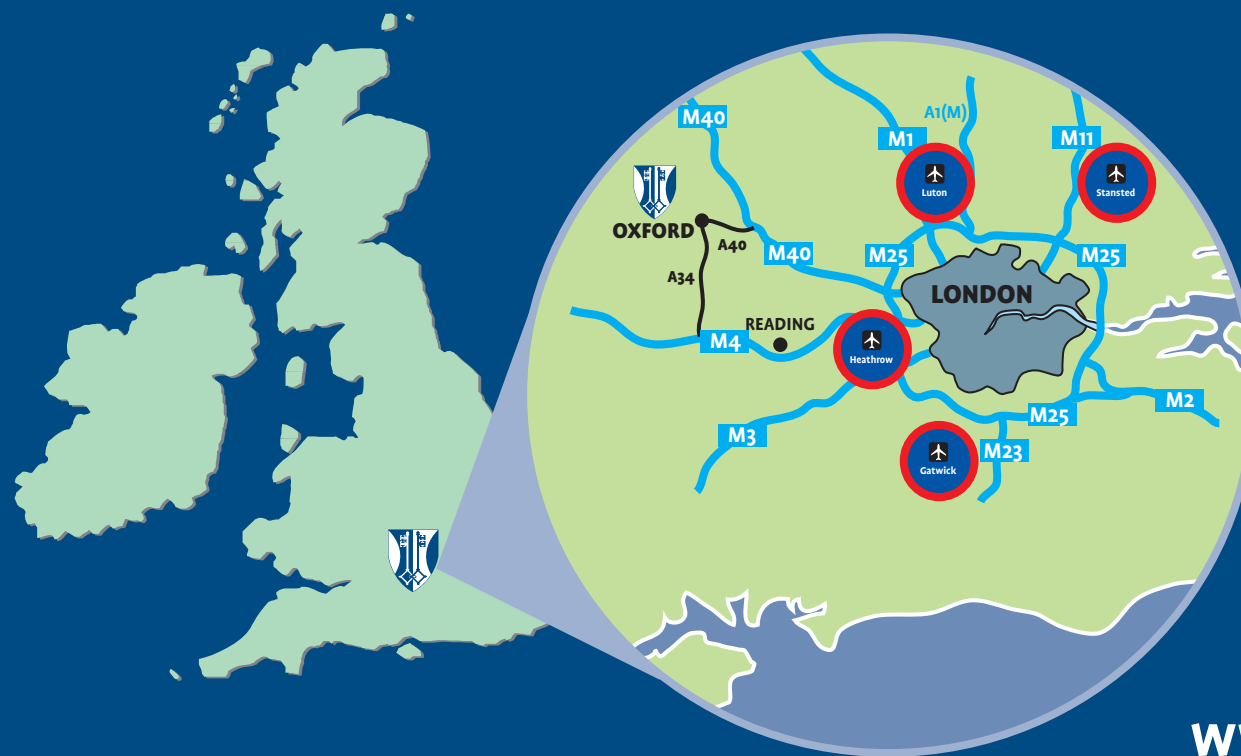 M40
M1
A1(M)
M11
Luton
Stansted
OXFORD
A40
M40
M25
M25
A34
LONDON
READING
M4
Heathrow
M2
M25
M3
M23
Gatwick